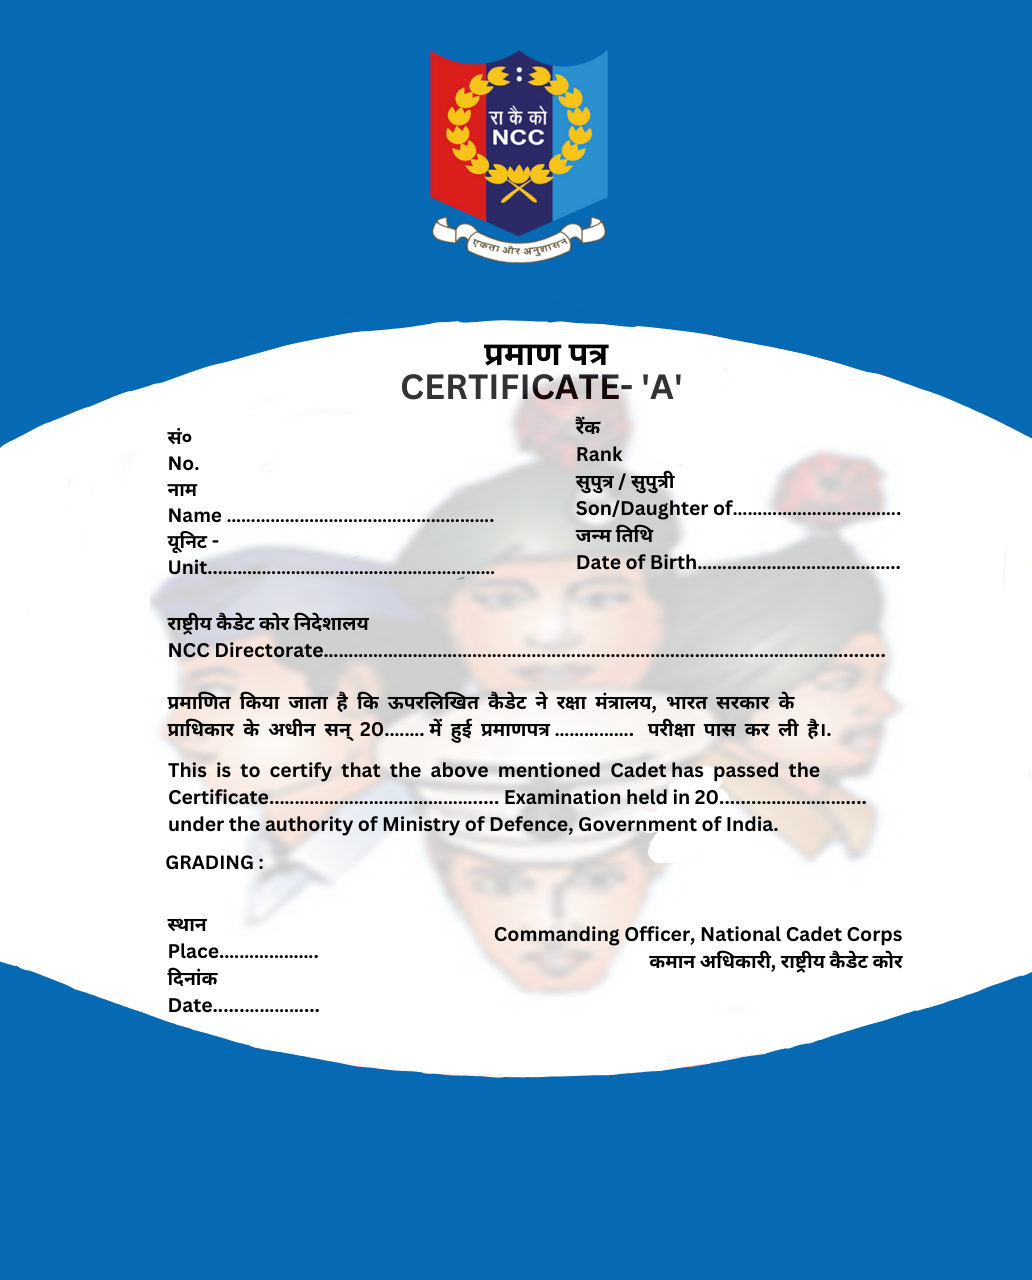 रा कै को
NCC
एकता और अनुशासन
प्रमाण पत्र
CERTIFICATE- 'A'
सं०
No.
नाम
Name ......................................................
यूनिट -
Unit..........................................................
रैंक
Rank
सुपुत्र / सुपुत्री
Son/Daughter of..................................
जन्म तिथि
Date of Birth.........................................
राष्ट्रीय कैडेट कोर निदेशालय
NCC Directorate.................................................................................................................
प्रमाणित किया जाता है कि ऊपरलिखित कैडेट ने रक्षा मंत्रालय, भारत सरकार के
प्राधिकार के अधीन सन् 20........ में हुई प्रमाणपत्र ................ परीक्षा पास कर ली है।.
This is to certify that the above mentioned Cadet has passed the
Certificate.............................................. Examination held in 20..............................
under the authority of Ministry of Defence, Government of India.
GRADING :
स्थान
Place....................
दिनांक
Date.....................
Commanding Officer, National Cadet Corps
कमान अधिकारी, राष्ट्रीय कैडेट कोर